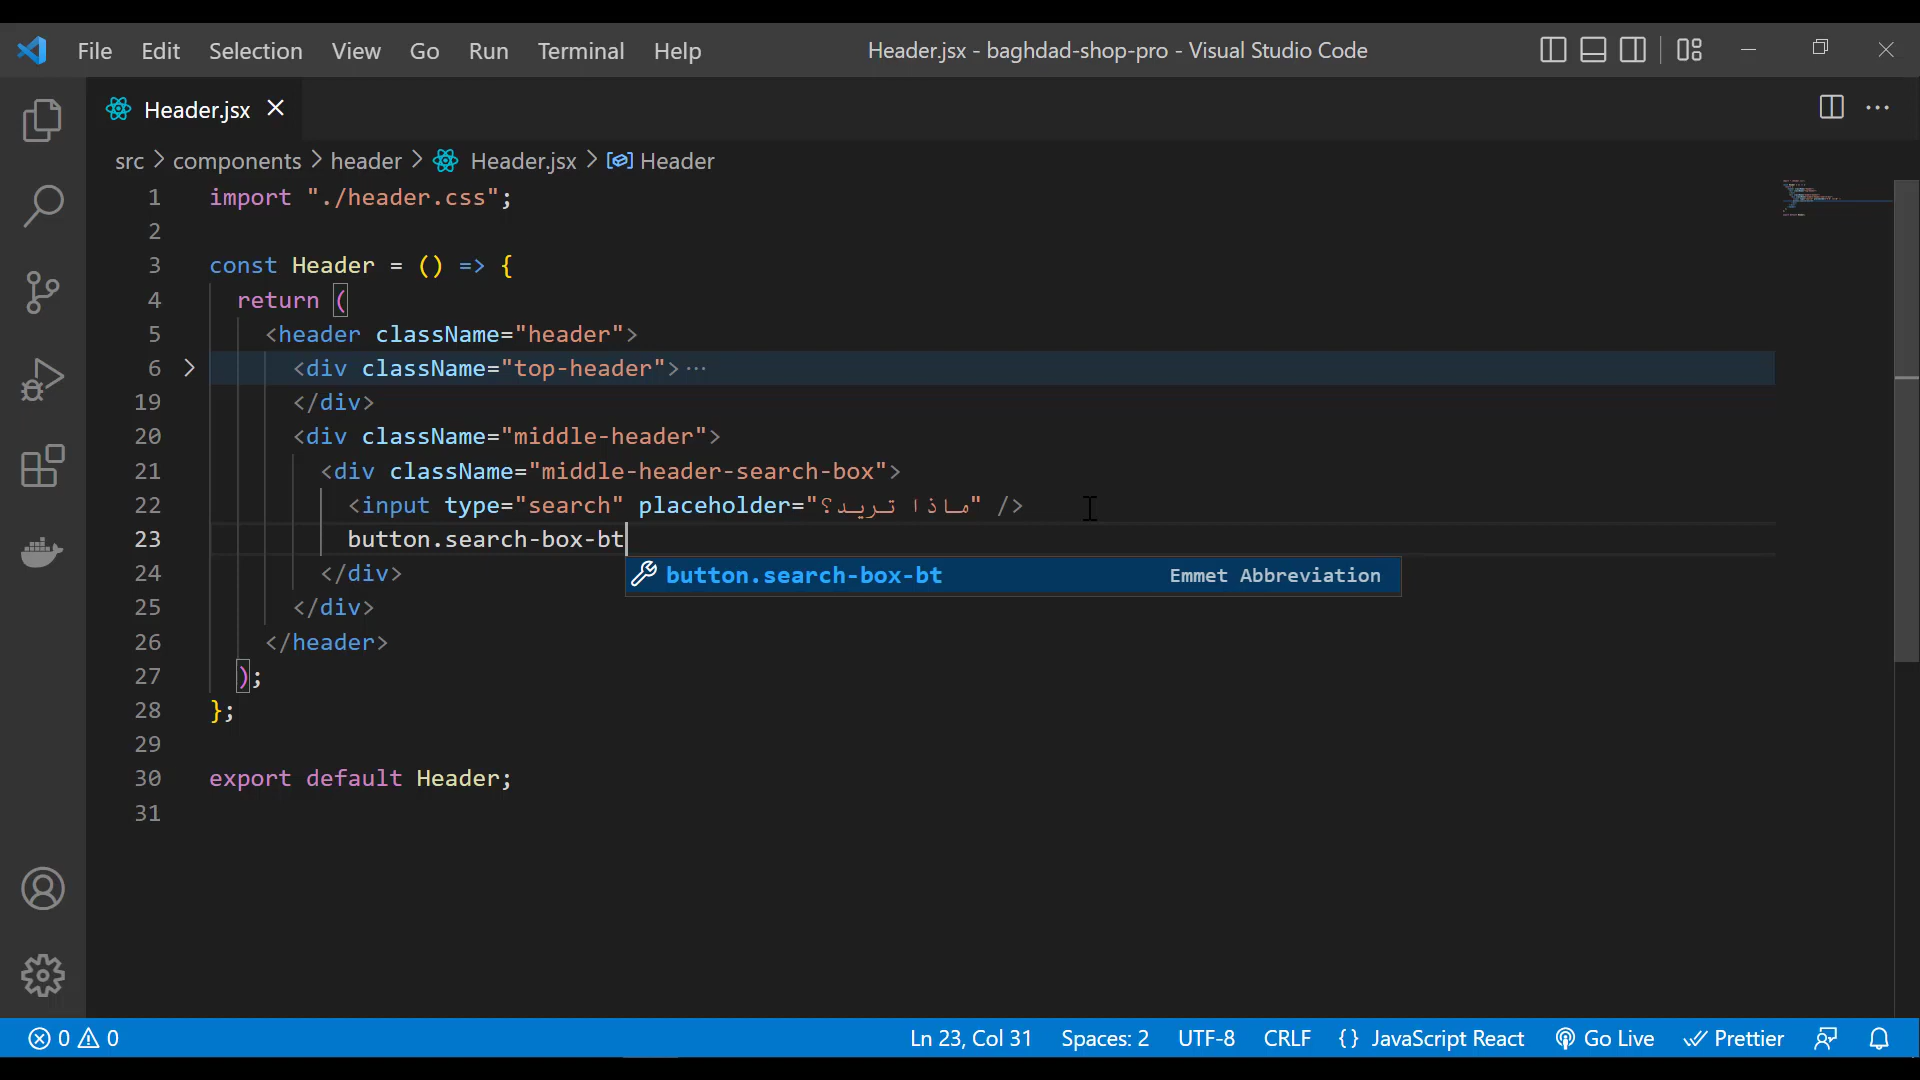 File Edit Selection View Go Run Terminal Help Header.jsx - baghdad-shop-pro - Visual Studio Code
Header.jsx
src > components > header > Header.jsx > Header
1 import "./header.css";
2
3 const Header = () => {
4 return (
5 <header className="header">
6 <div className="top-header">···
19 </div>
20 <div className="middle-header">
21 <div className="middle-header-search-box">
22 <input type="search" placeholder="ماذا تريد؟" />
23 button.search-box-bt
button.search-box-bt Emmet Abbreviation
24 </div>
25 </div>
26 </header>
27 );
28 };
29
30 export default Header;
31
0 0 Ln 23, Col 31 Spaces: 2 UTF-8 CRLF {} JavaScript React Go Live Prettier